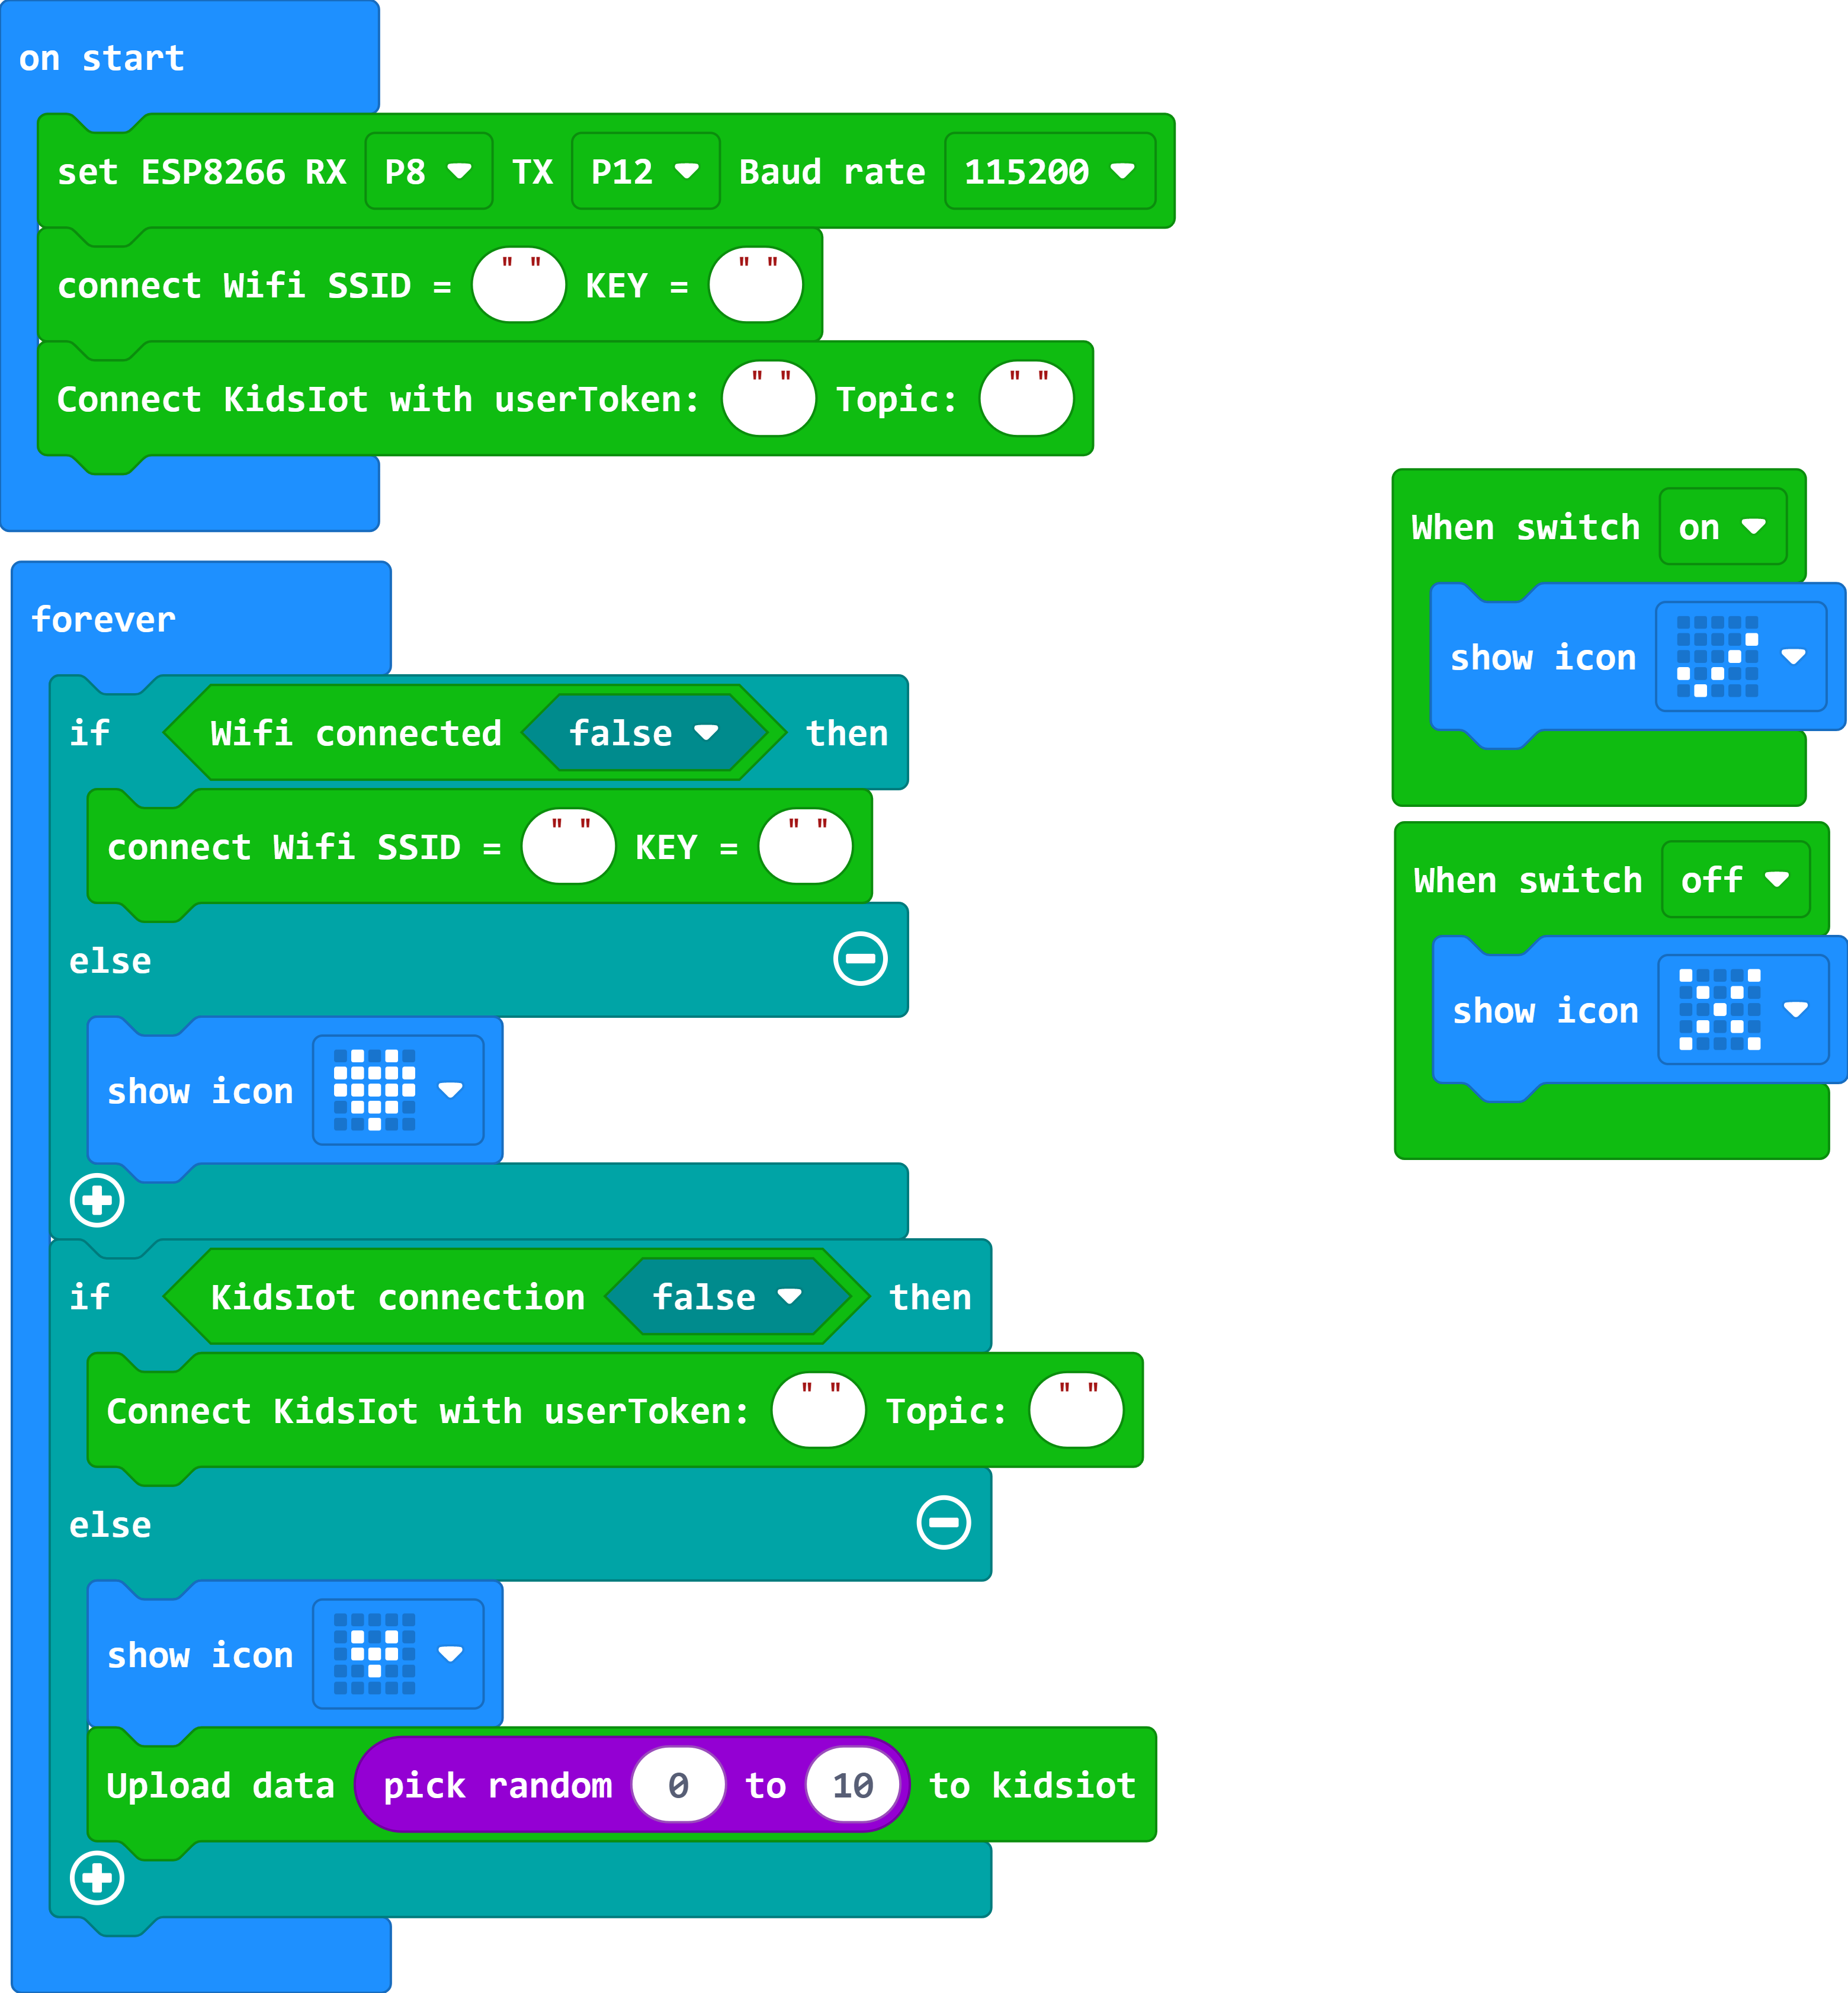 on start
set ESP8266 RX P8 TX P12 Baud rate 115200
connect Wifi SSID = " " KEY = " "
Connect KidsIot with userToken: " " Topic: " "
forever
if Wifi connected false then
connect Wifi SSID = " " KEY = " "
else
show icon
if KidsIot connection false then
Connect KidsIot with userToken: " " Topic: " "
else
show icon
Upload data pick random 0 to 10 to kidsiot
When switch on
show icon
When switch off
show icon